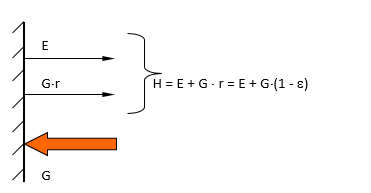 E
G·r
H = E + G · r = E + G·(1 - ε)
G